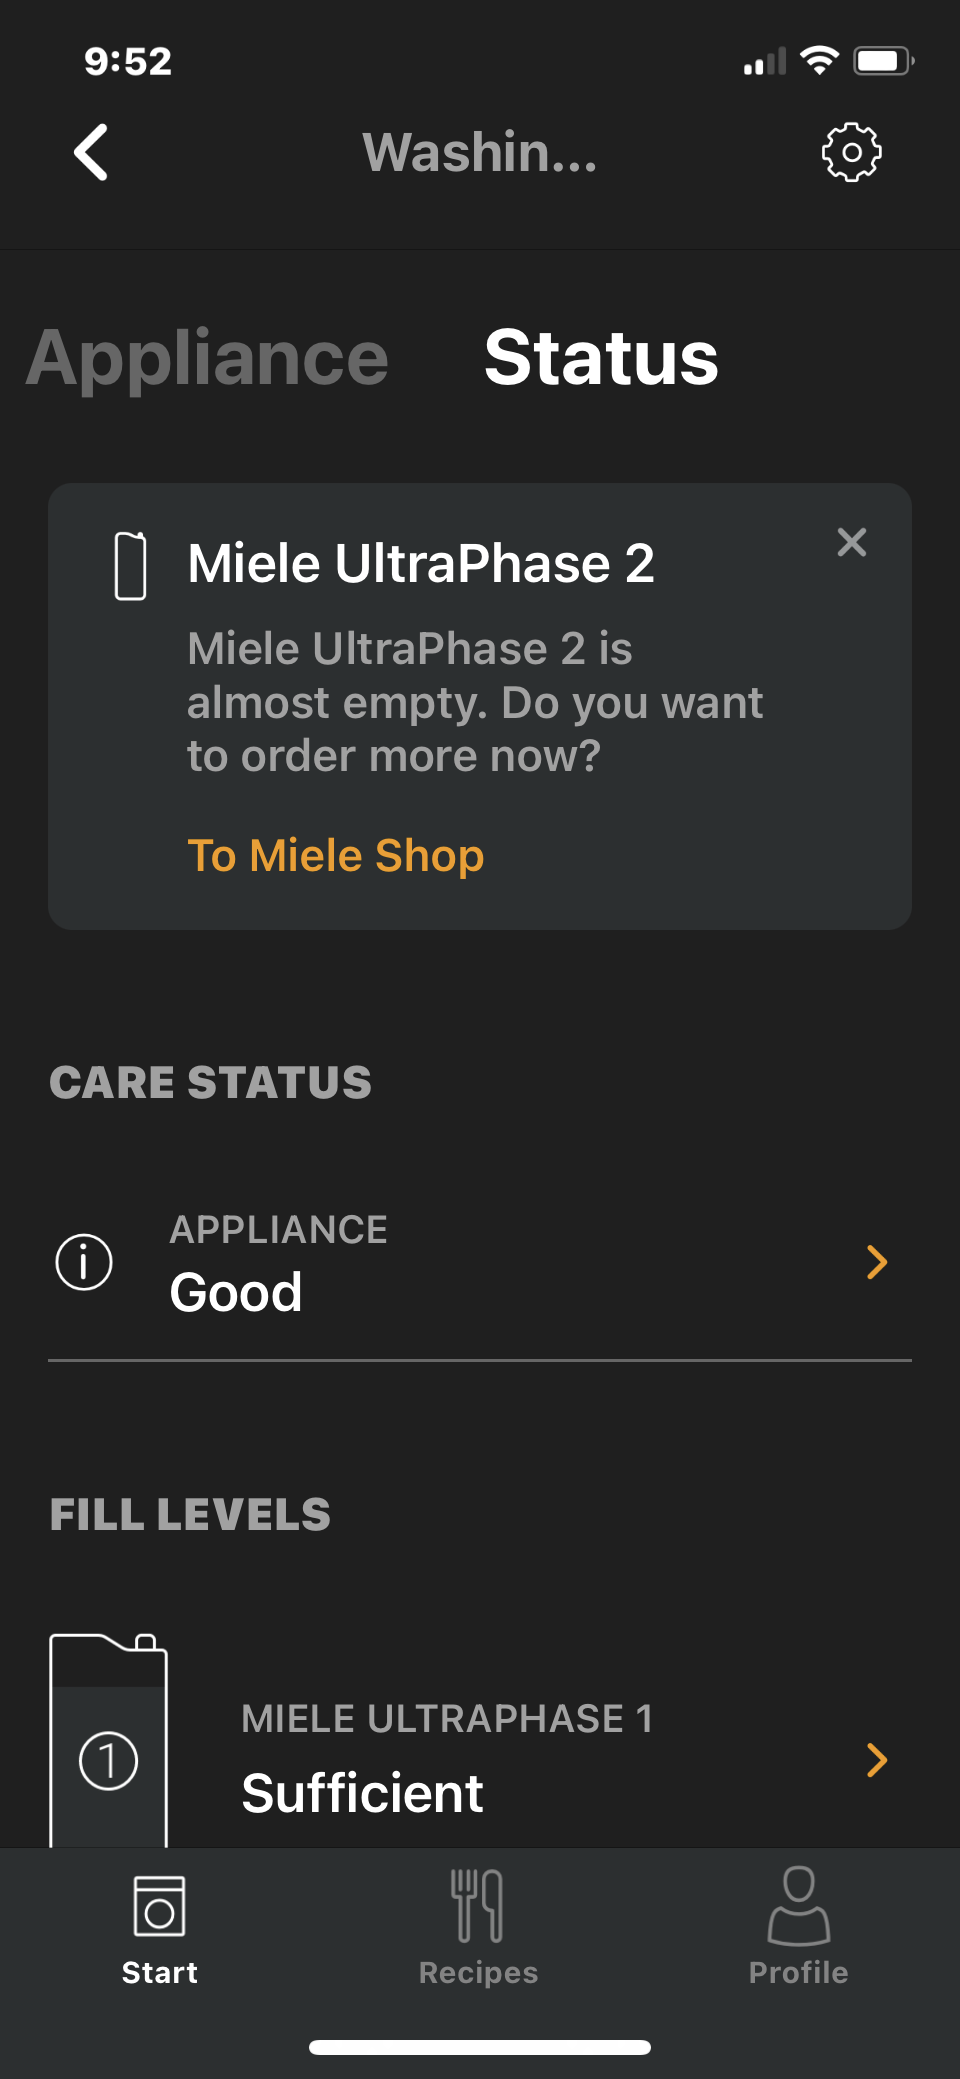 9:52
Washin...
Appliance Status
Miele UltraPhase 2
Miele UltraPhase 2 is
almost empty. Do you want
to order more now?
To Miele Shop
CARE STATUS
APPLIANCE
Good
FILL LEVELS
MIELE ULTRAPHASE 1
1
Sufficient
Start Recipes Profile